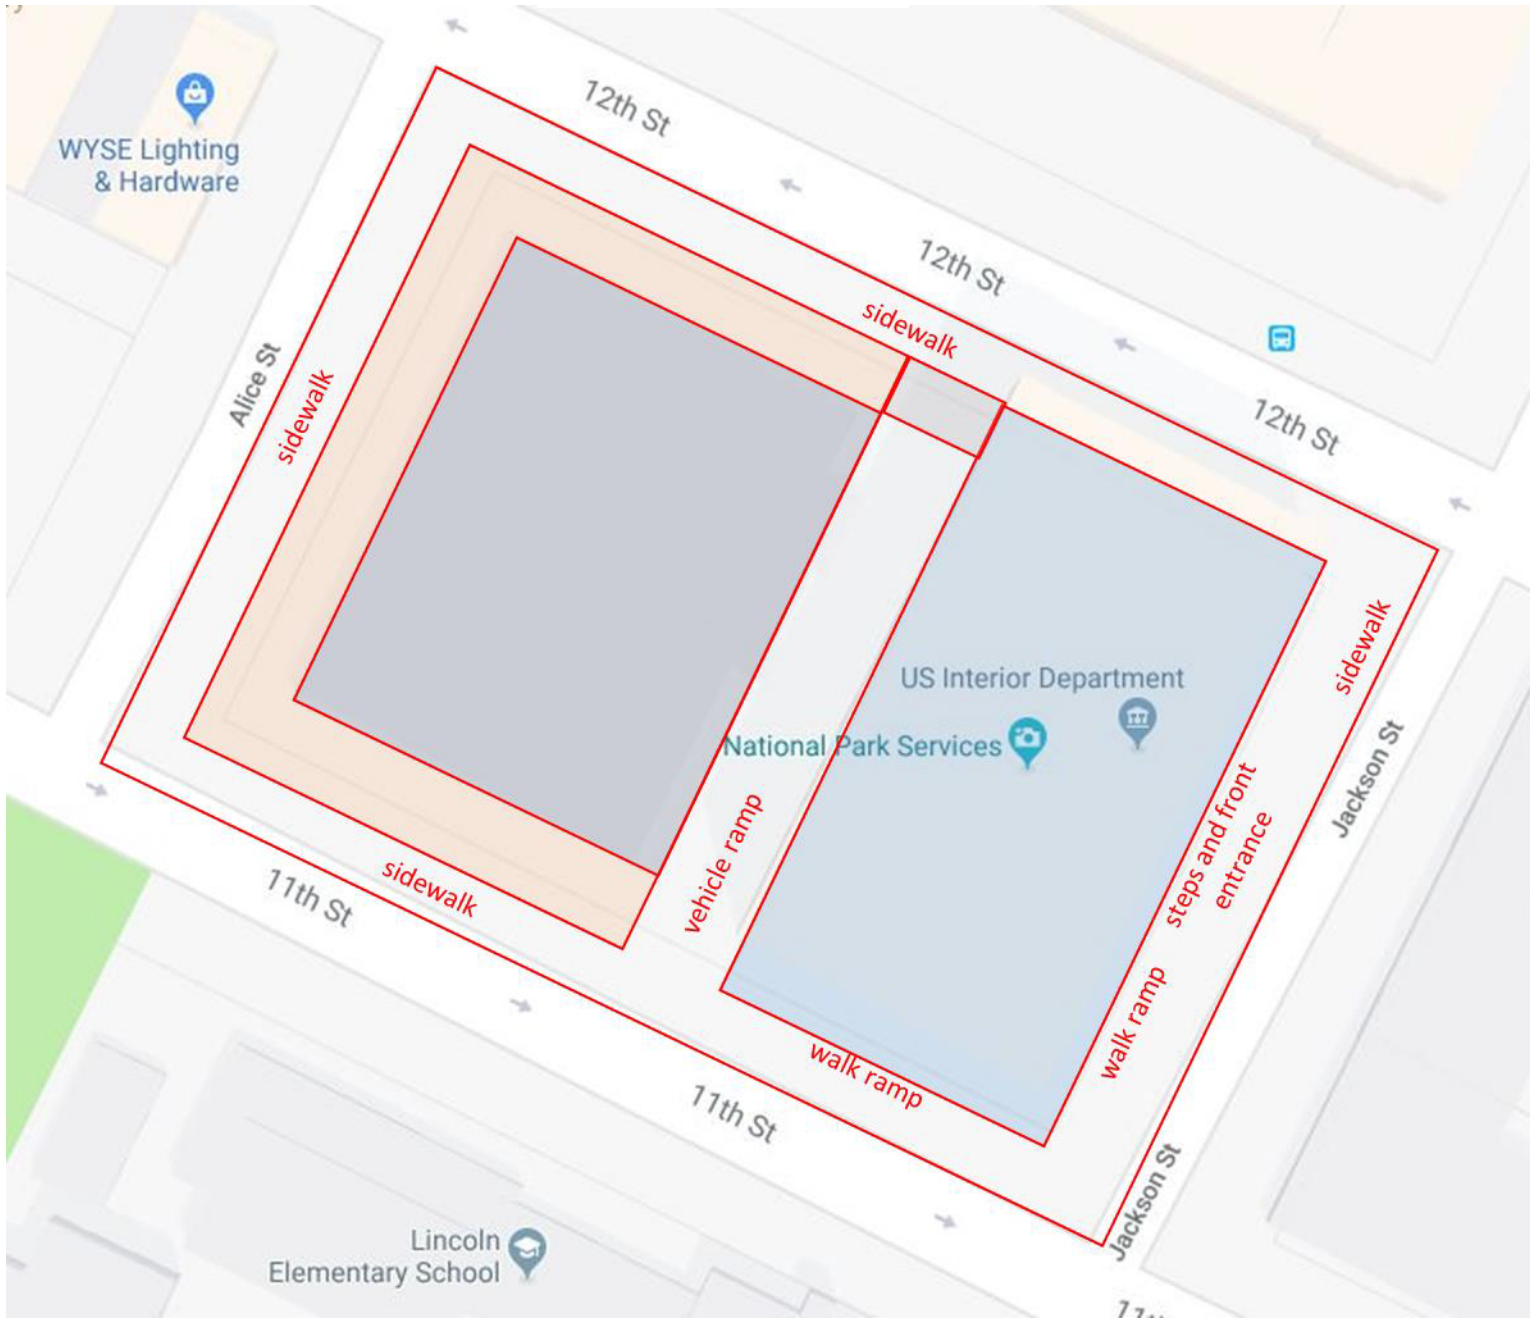 12th St
WYSE Lighting
& Hardware
12th St
sidewalk
12th St
Alice St
sidewalk
sidewalk
US Interior Department
National Park Services
Jackson St
steps and front
entrance
vehicle ramp
sidewalk
11th St
walk ramp
walk ramp
11th St
Jackson St
Lincoln
Elementary School